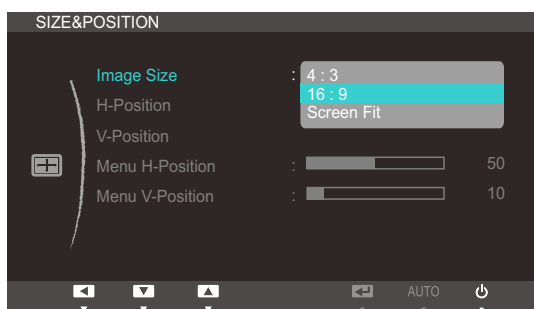 SIZE&POSITION
Image Size : 4 : 3
16 : 9
H-Position Screen Fit
V-Position
Menu H-Position : 50
Menu V-Position : 10
AUTO